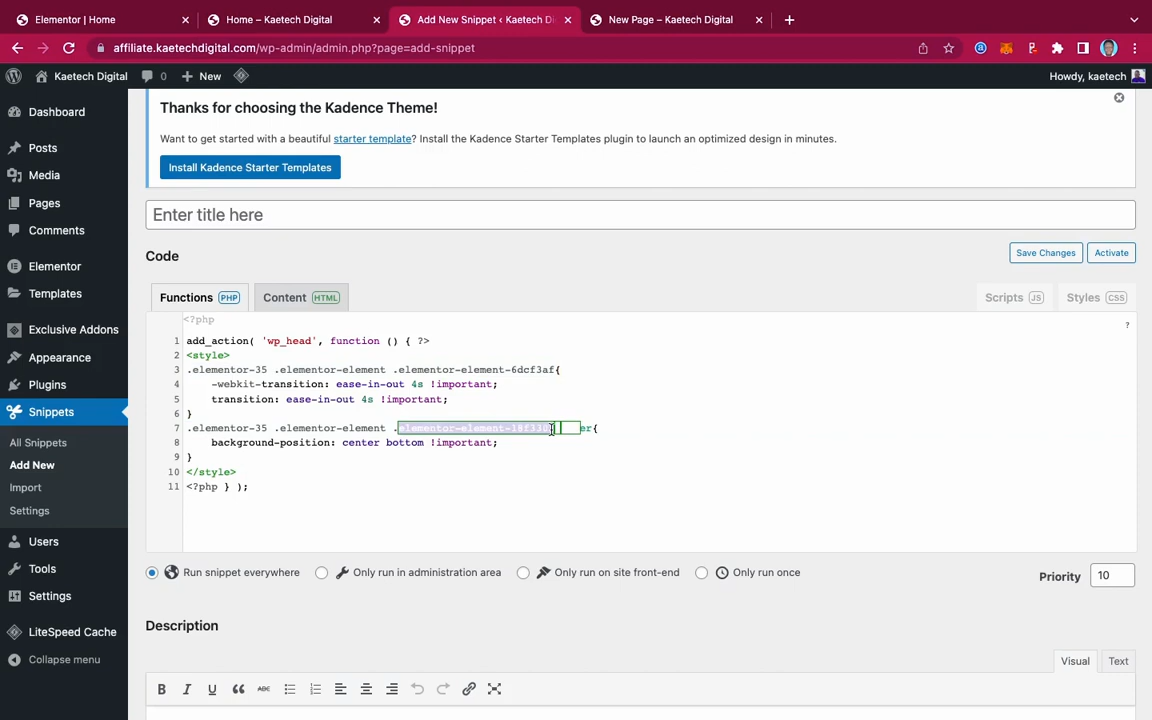 Elementor | Home
Home – Kaetech Digital
Add New Snippet ‹ Kaetech Di
New Page – Kaetech Digital
affiliate.kaetechdigital.com/wp-admin/admin.php?page=add-snippet
Kaetech Digital
0
New
Howdy, kaetech
Dashboard
Posts
Media
Pages
Comments
Elementor
Templates
Exclusive Addons
Appearance
Plugins
Snippets
All Snippets
Add New
Import
Settings
Users
Tools
Settings
LiteSpeed Cache
Collapse menu
Thanks for choosing the Kadence Theme!
Want to get started with a beautiful starter template? Install the Kadence Starter Templates plugin to launch an optimized design in minutes.
Install Kadence Starter Templates
Enter title here
Code
Save Changes
Activate
Functions PHP
Content HTML
Scripts JS
Styles CSS
<?php
?
1 add_action( 'wp_head', function () { ?>
2 <style>
3 .elementor-35 .elementor-element .elementor-element-6dcf3af{
4 -webkit-transition: ease-in-out 4s !important;
5 transition: ease-in-out 4s !important;
6 }
7 .elementor-35 .elementor-element er{
8 background-position: center bottom !important;
9 }
10 </style>
11 <?php } );
Run snippet everywhere
Only run in administration area
Only run on site front-end
Only run once
Priority
10
Description
Visual
Text
B I U ABC